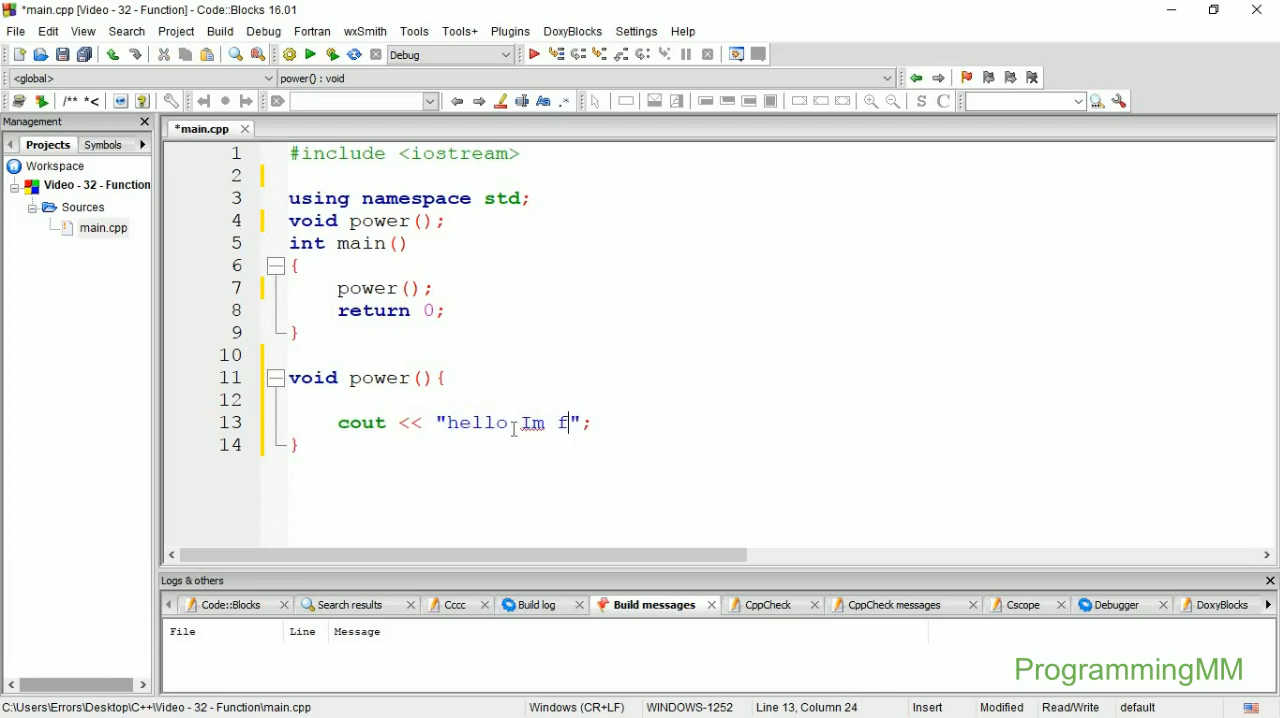 *main.cpp [Video - 32 - Function] - Code::Blocks 16.01
File Edit View Search Project Build Debug Fortran wxSmith Tools Tools+ Plugins DoxyBlocks Settings Help
Debug
<global> power() : void
/** *< Aa .* S C
Management
Projects Symbols
*main.cpp
Workspace
Video - 32 - Function
Sources
main.cpp
1 #include <iostream>
2
3 using namespace std;
4 void power();
5 int main()
6 {
7 power();
8 return 0;
9 }
10
11 void power(){
12
13 cout << "hello Im f";
14 }
Logs & others
Code::Blocks Search results Cccc Build log Build messages CppCheck CppCheck messages Cscope Debugger DoxyBlocks
File Line Message
ProgrammingMM
C:\Users\Errors\Desktop\C++\Video - 32 - Function\main.cpp Windows (CR+LF) WINDOWS-1252 Line 13, Column 24 Insert Modified Read/Write default